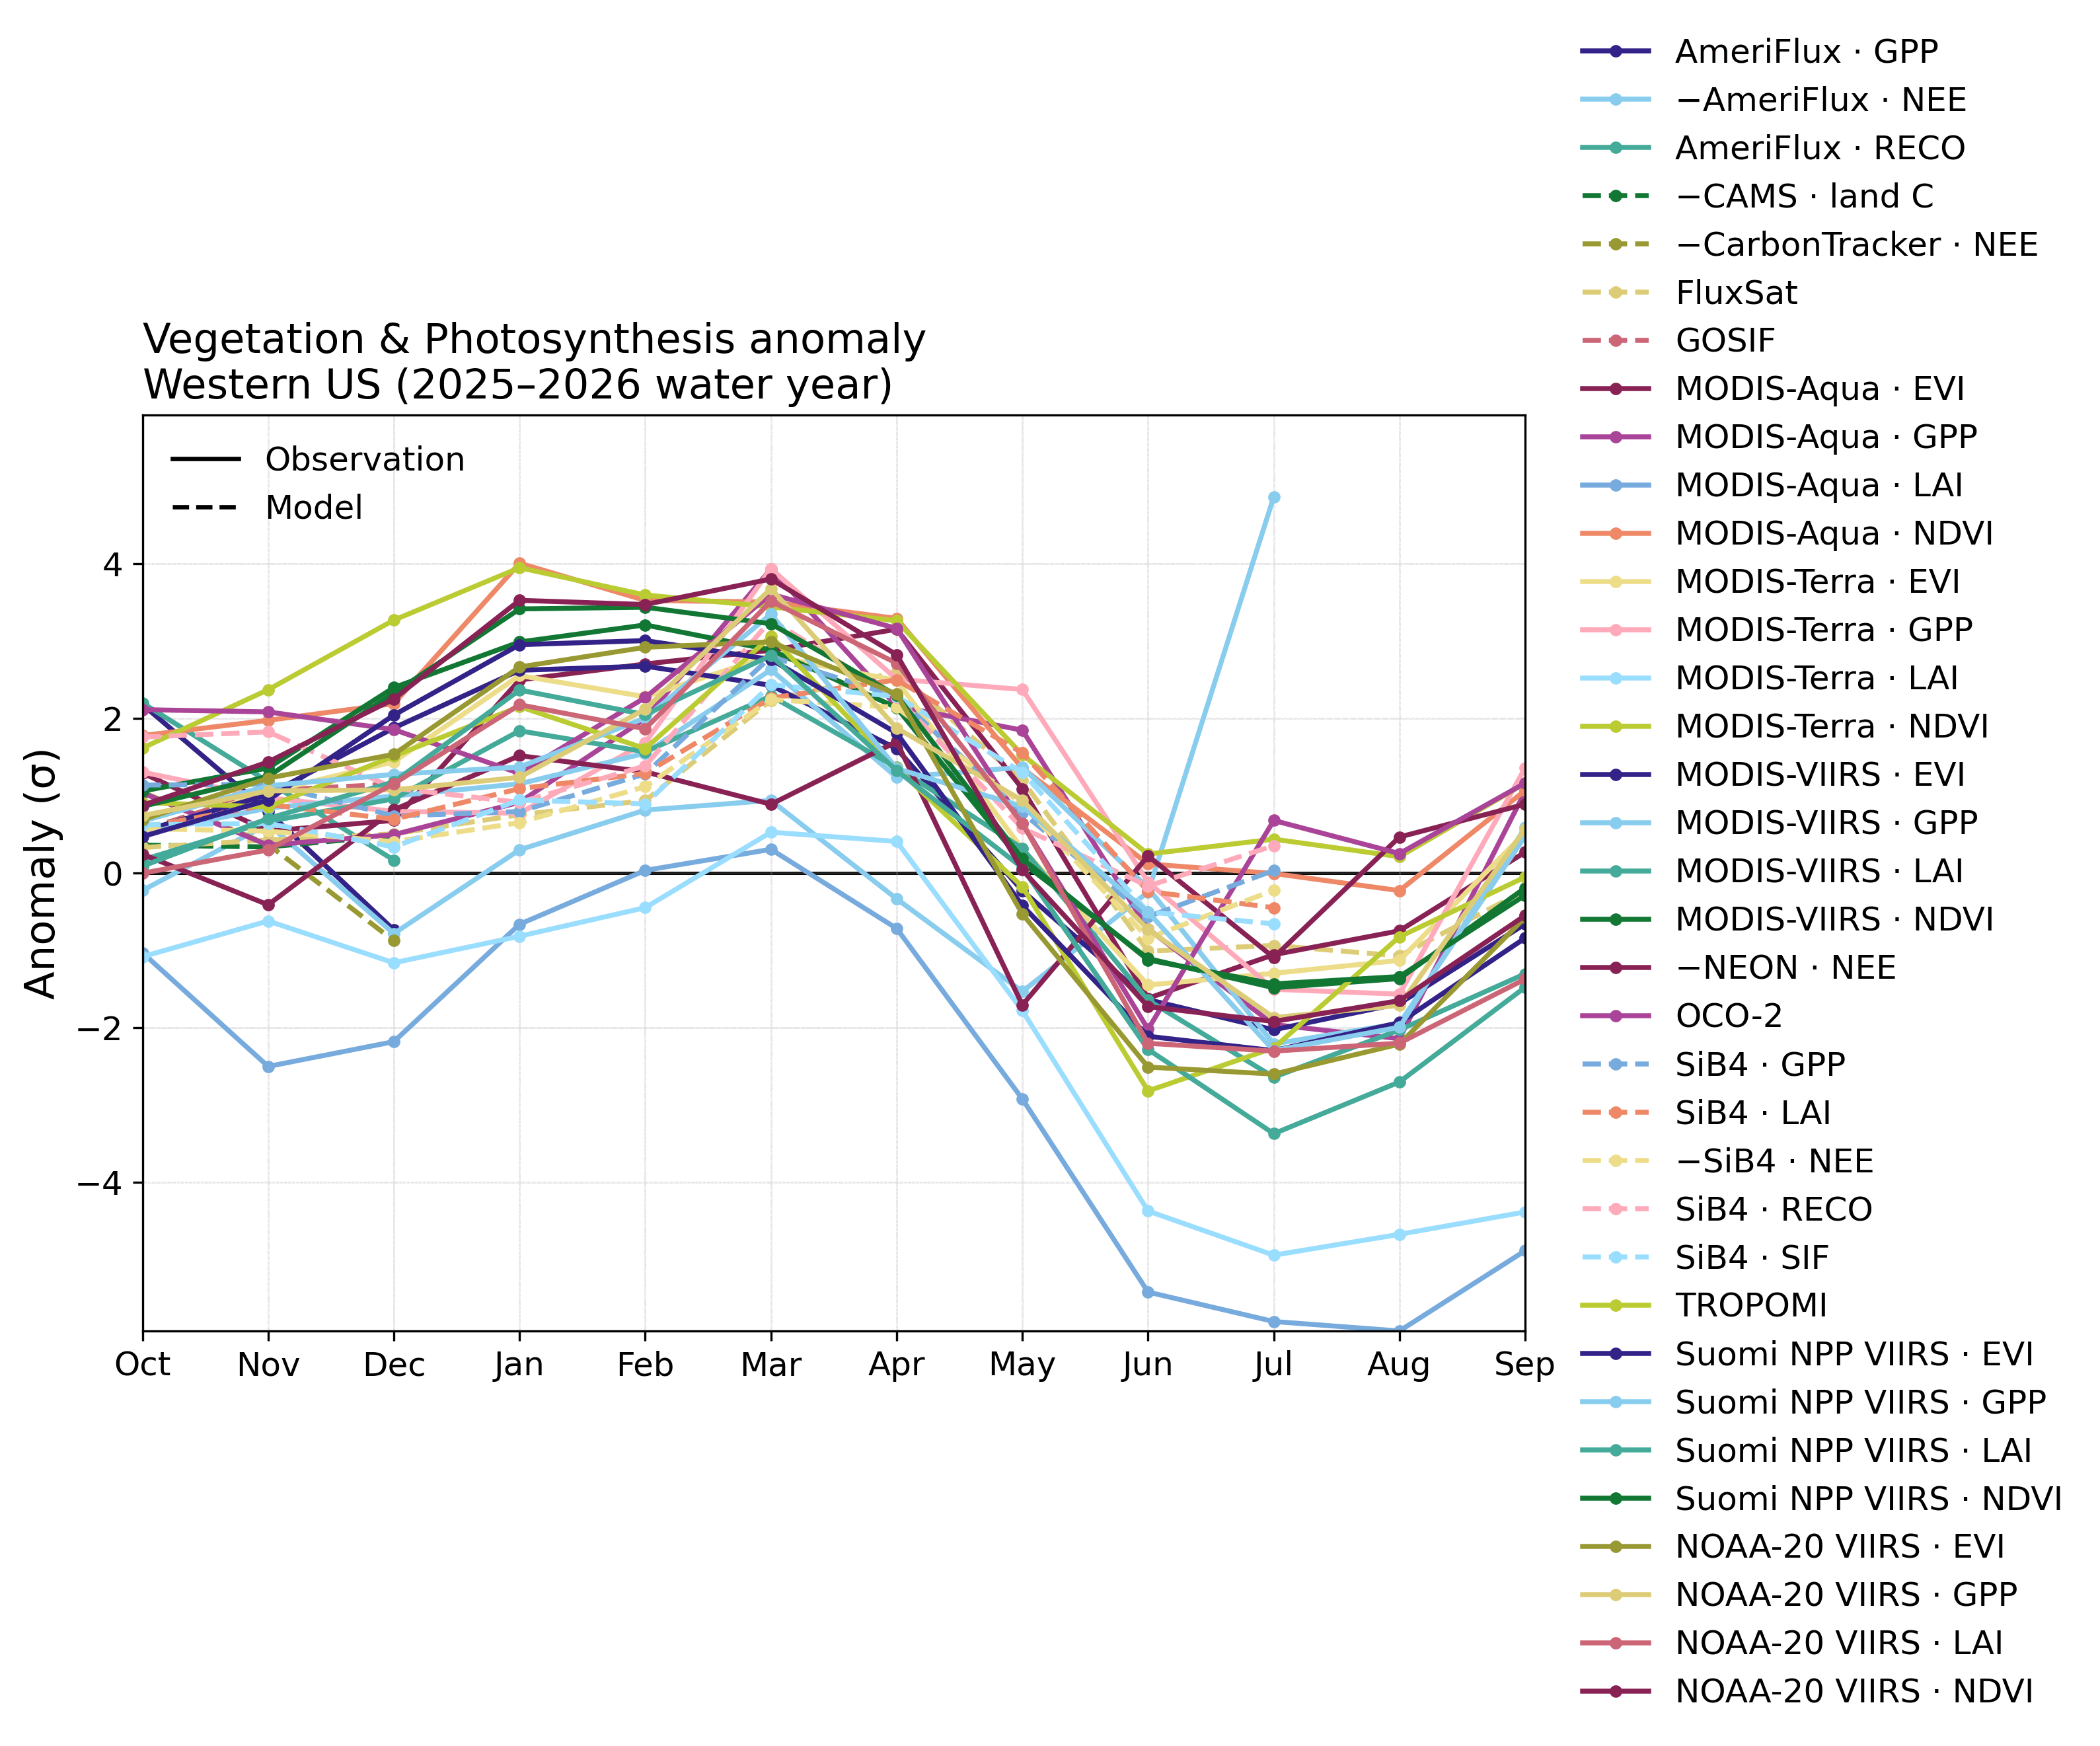 Vegetation & Photosynthesis anomaly
Western US (2025–2026 water year)
Observation
Model
Anomaly (σ)
4
2
0
−2
−4
Oct
Nov
Dec
Jan
Feb
Mar
Apr
May
Jun
Jul
Aug
Sep
AmeriFlux · GPP
−AmeriFlux · NEE
AmeriFlux · RECO
−CAMS · land C
−CarbonTracker · NEE
FluxSat
GOSIF
MODIS-Aqua · EVI
MODIS-Aqua · GPP
MODIS-Aqua · LAI
MODIS-Aqua · NDVI
MODIS-Terra · EVI
MODIS-Terra · GPP
MODIS-Terra · LAI
MODIS-Terra · NDVI
MODIS-VIIRS · EVI
MODIS-VIIRS · GPP
MODIS-VIIRS · LAI
MODIS-VIIRS · NDVI
−NEON · NEE
OCO-2
SiB4 · GPP
SiB4 · LAI
−SiB4 · NEE
SiB4 · RECO
SiB4 · SIF
TROPOMI
Suomi NPP VIIRS · EVI
Suomi NPP VIIRS · GPP
Suomi NPP VIIRS · LAI
Suomi NPP VIIRS · NDVI
NOAA-20 VIIRS · EVI
NOAA-20 VIIRS · GPP
NOAA-20 VIIRS · LAI
NOAA-20 VIIRS · NDVI